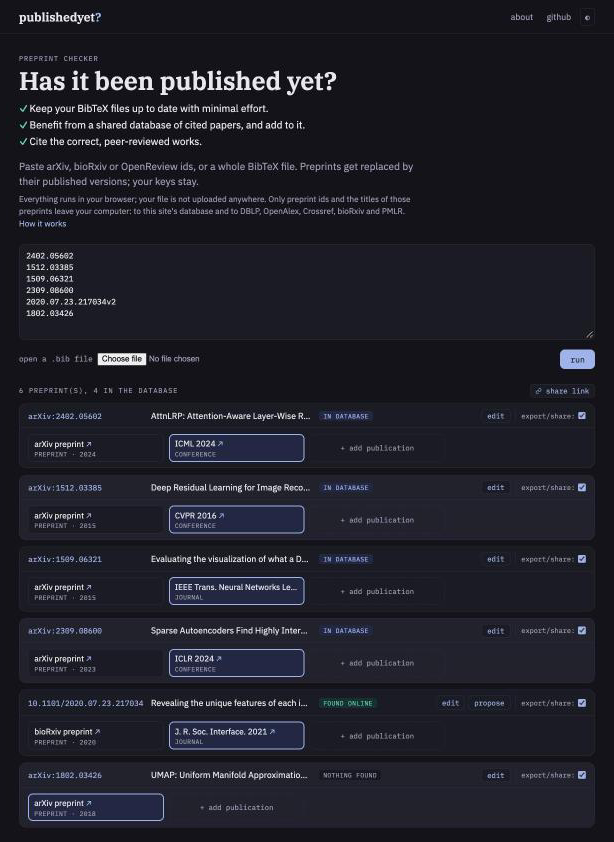 publishedyet?
about github
PREPRINT CHECKER
Has it been published yet?
✓ Keep your BibTeX files up to date with minimal effort.
✓ Benefit from a shared database of cited papers, and add to it.
✓ Cite the correct, peer-reviewed works.
Paste arXiv, bioRxiv or OpenReview ids, or a whole BibTeX file. Preprints get replaced by
their published versions; your keys stay.
Everything runs in your browser; your file is not uploaded anywhere. Only preprint ids and the titles of those
preprints leave your computer: to this site's database and to DBLP, OpenAlex, Crossref, bioRxiv and PMLR.
How it works
2402.05602
1512.03385
1509.06321
2309.08600
2020.07.23.217034v2
1802.03426
open a .bib file Choose file No file chosen run
6 PREPRINT(S), 4 IN THE DATABASE share link
arXiv:2402.05602 AttnLRP: Attention-Aware Layer-Wise R... IN DATABASE edit export/share:
arXiv preprint ↗ ICML 2024 ↗ + add publication
PREPRINT · 2024 CONFERENCE
arXiv:1512.03385 Deep Residual Learning for Image Reco... IN DATABASE edit export/share:
arXiv preprint ↗ CVPR 2016 ↗ + add publication
PREPRINT · 2015 CONFERENCE
arXiv:1509.06321 Evaluating the visualization of what a D... IN DATABASE edit export/share:
arXiv preprint ↗ IEEE Trans. Neural Networks Le... + add publication
PREPRINT · 2015 JOURNAL
arXiv:2309.08600 Sparse Autoencoders Find Highly Inter... IN DATABASE edit export/share:
arXiv preprint ↗ ICLR 2024 ↗ + add publication
PREPRINT · 2023 CONFERENCE
10.1101/2020.07.23.217034 Revealing the unique features of each i... FOUND ONLINE edit propose export/share:
bioRxiv preprint ↗ J. R. Soc. Interface. 2021 ↗ + add publication
PREPRINT · 2020 JOURNAL
arXiv:1802.03426 UMAP: Uniform Manifold Approximatio... NOTHING FOUND edit export/share:
arXiv preprint ↗ + add publication
PREPRINT · 2018